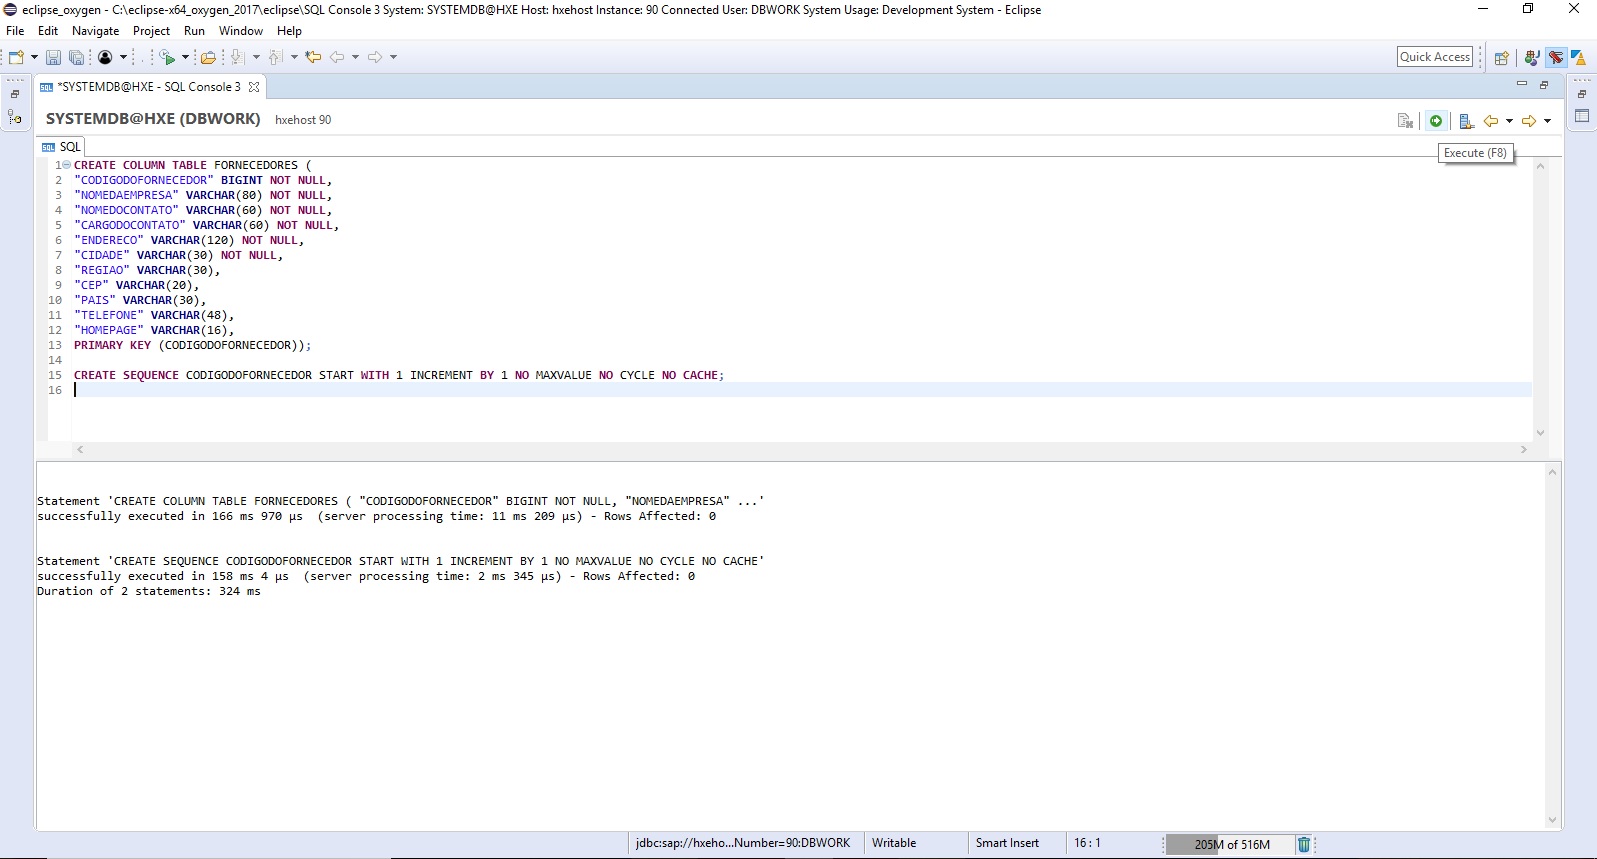 eclipse_oxygen - C:\eclipse-x64_oxygen_2017\eclipse\SQL Console 3 System: SYSTEMDB@HXE Host: hxehost Instance: 90 Connected User: DBWORK System Usage: Development System - Eclipse
File Edit Navigate Project Run Window Help
Quick Access
SQL *SYSTEMDB@HXE - SQL Console 3
SYSTEMDB@HXE (DBWORK) hxehost 90
SQL SQL
Execute (F8)
1 CREATE COLUMN TABLE FORNECEDORES (
2 "CODIGODOFORNECEDOR" BIGINT NOT NULL,
3 "NOMEDAEMPRESA" VARCHAR(80) NOT NULL,
4 "NOMEDOCONTATO" VARCHAR(60) NOT NULL,
5 "CARGODOCONTATO" VARCHAR(60) NOT NULL,
6 "ENDERECO" VARCHAR(120) NOT NULL,
7 "CIDADE" VARCHAR(30) NOT NULL,
8 "REGIAO" VARCHAR(30),
9 "CEP" VARCHAR(20),
10 "PAIS" VARCHAR(30),
11 "TELEFONE" VARCHAR(48),
12 "HOMEPAGE" VARCHAR(16),
13 PRIMARY KEY (CODIGODOFORNECEDOR));
14
15 CREATE SEQUENCE CODIGODOFORNECEDOR START WITH 1 INCREMENT BY 1 NO MAXVALUE NO CYCLE NO CACHE;
16
Statement 'CREATE COLUMN TABLE FORNECEDORES ( "CODIGODOFORNECEDOR" BIGINT NOT NULL, "NOMEDAEMPRESA" ...'
successfully executed in 166 ms 970 µs (server processing time: 11 ms 209 µs) - Rows Affected: 0
Statement 'CREATE SEQUENCE CODIGODOFORNECEDOR START WITH 1 INCREMENT BY 1 NO MAXVALUE NO CYCLE NO CACHE'
successfully executed in 158 ms 4 µs (server processing time: 2 ms 345 µs) - Rows Affected: 0
Duration of 2 statements: 324 ms
jdbc:sap://hxeho...Number=90:DBWORK Writable Smart Insert 16 : 1 205M of 516M